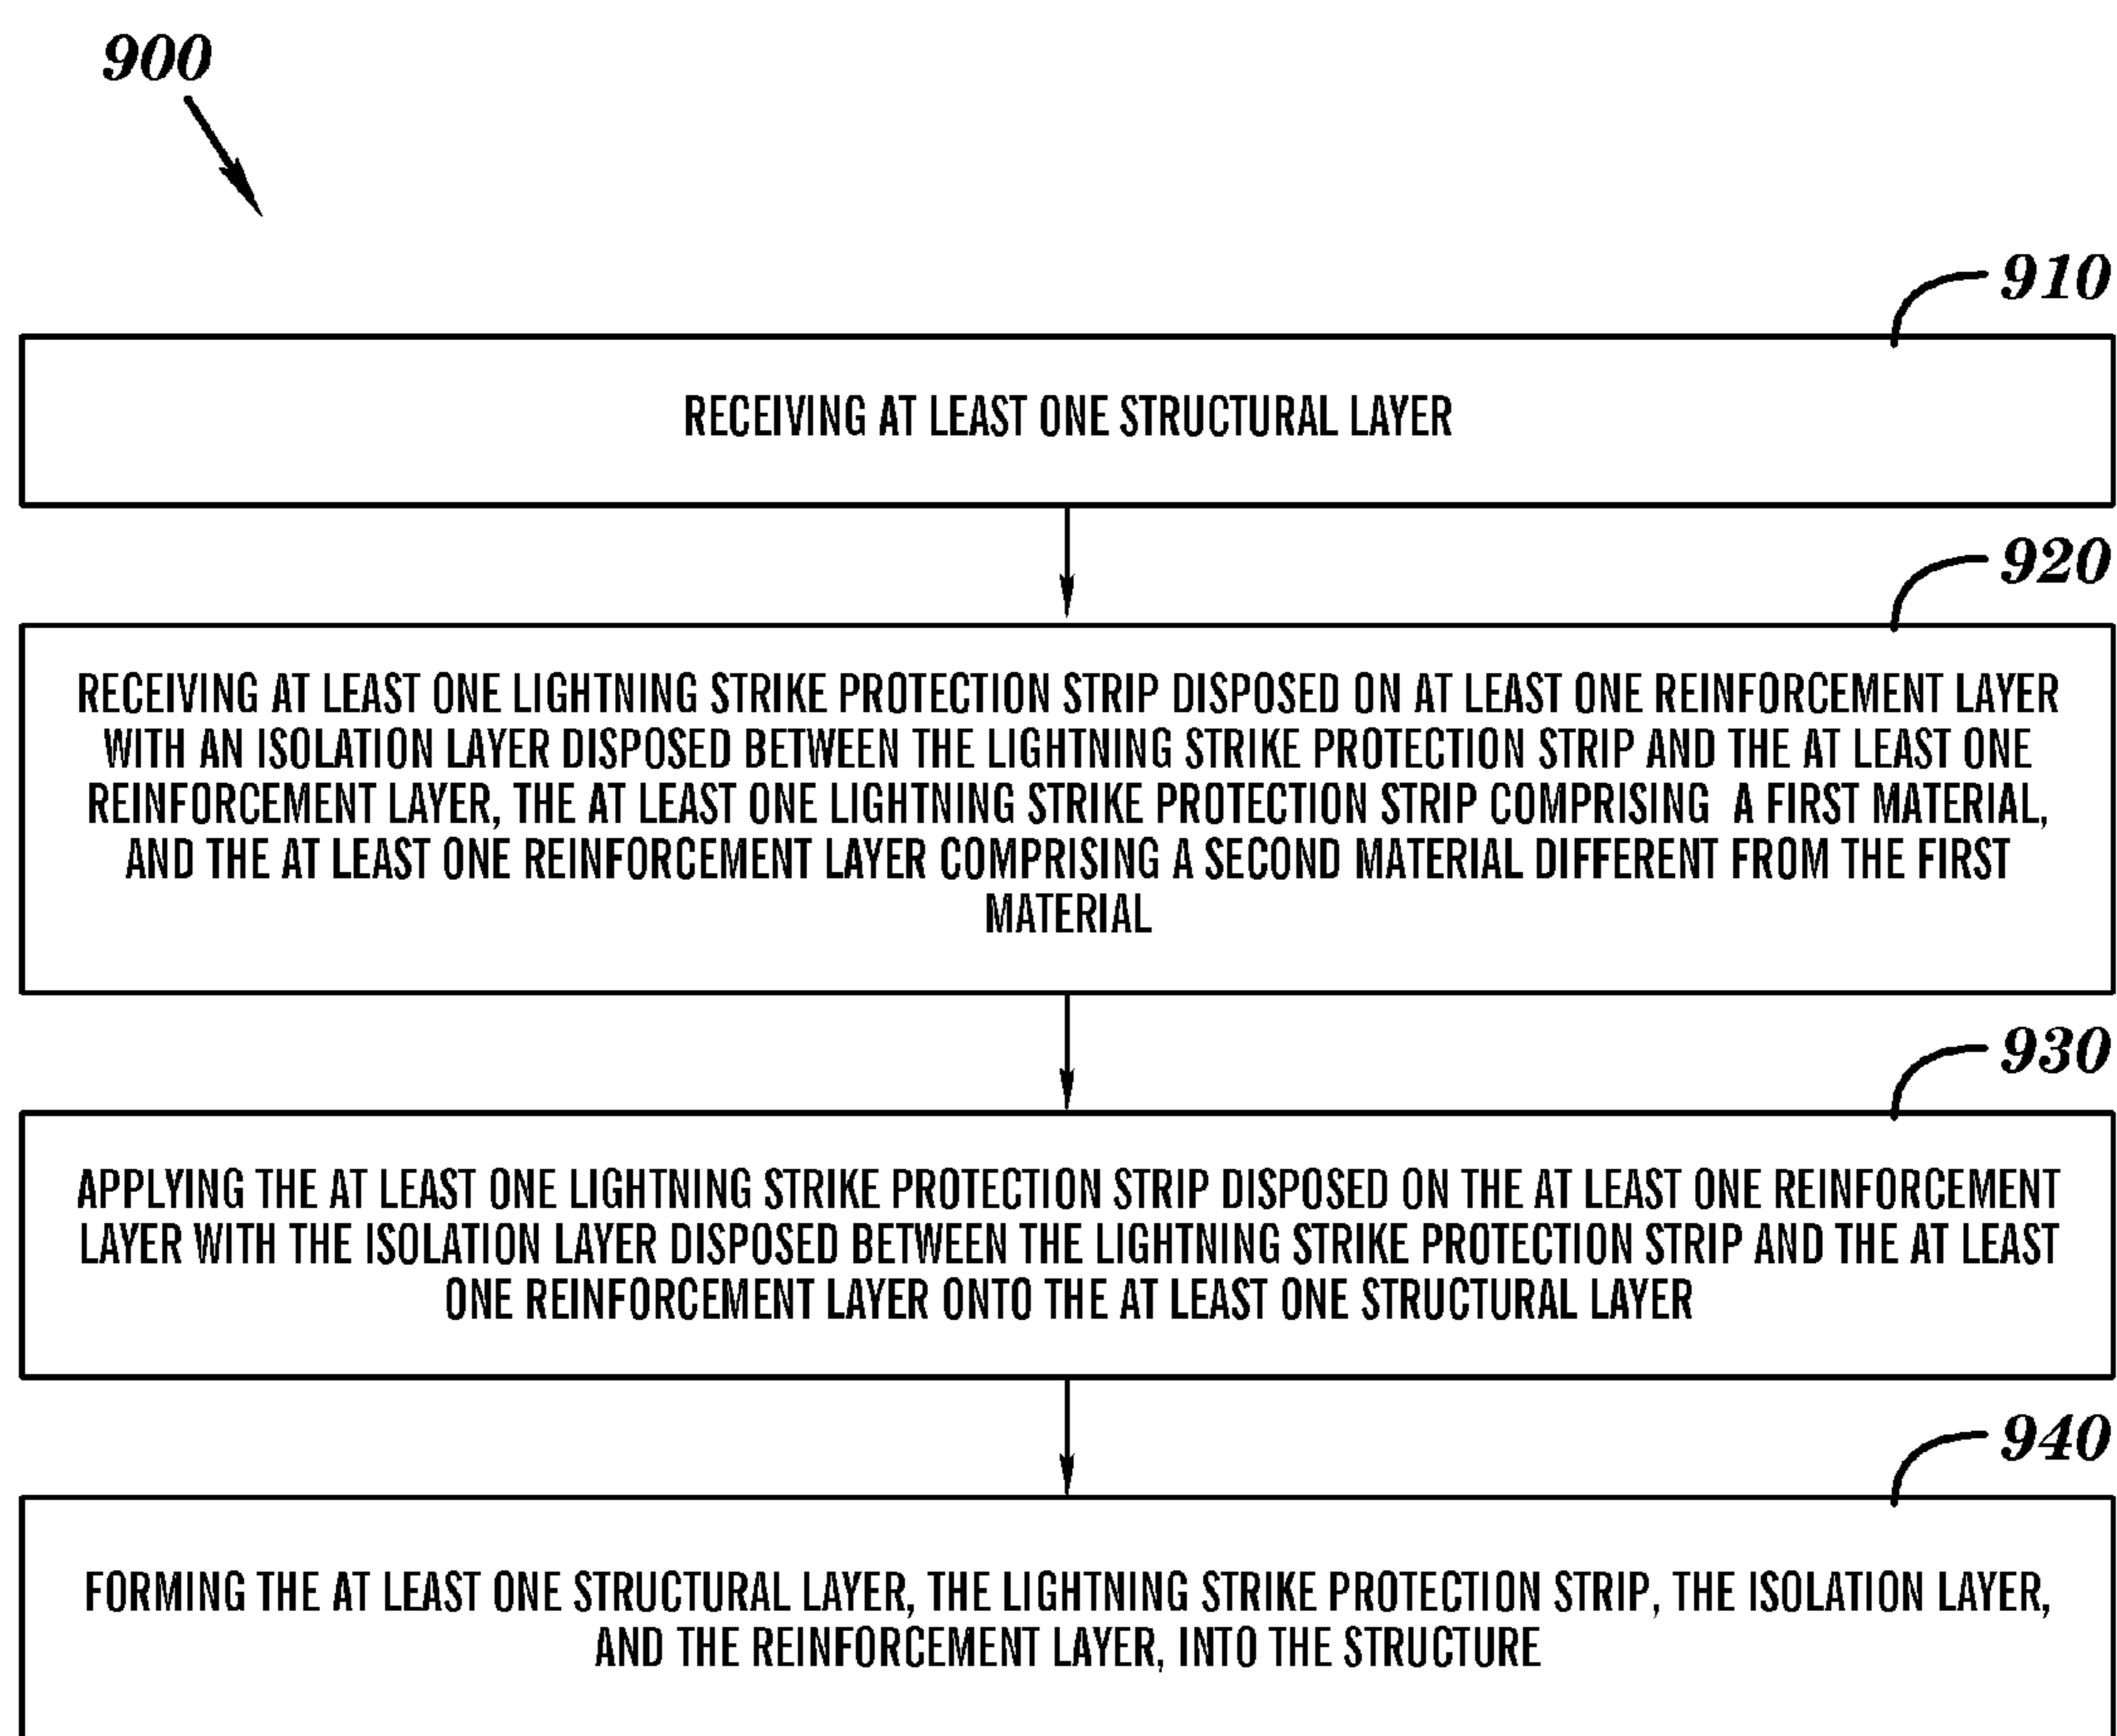 900
910
RECEIVING AT LEAST ONE STRUCTURAL LAYER
920
RECEIVING AT LEAST ONE LIGHTNING STRIKE PROTECTION STRIP DISPOSED ON AT LEAST ONE REINFORCEMENT LAYER
WITH AN ISOLATION LAYER DISPOSED BETWEEN THE LIGHTNING STRIKE PROTECTION STRIP AND THE AT LEAST ONE
REINFORCEMENT LAYER, THE AT LEAST ONE LIGHTNING STRIKE PROTECTION STRIP COMPRISING A FIRST MATERIAL,
AND THE AT LEAST ONE REINFORCEMENT LAYER COMPRISING A SECOND MATERIAL DIFFERENT FROM THE FIRST
MATERIAL
930
APPLYING THE AT LEAST ONE LIGHTNING STRIKE PROTECTION STRIP DISPOSED ON THE AT LEAST ONE REINFORCEMENT
LAYER WITH THE ISOLATION LAYER DISPOSED BETWEEN THE LIGHTNING STRIKE PROTECTION STRIP AND THE AT LEAST
ONE REINFORCEMENT LAYER ONTO THE AT LEAST ONE STRUCTURAL LAYER
940
FORMING THE AT LEAST ONE STRUCTURAL LAYER, THE LIGHTNING STRIKE PROTECTION STRIP, THE ISOLATION LAYER,
AND THE REINFORCEMENT LAYER, INTO THE STRUCTURE